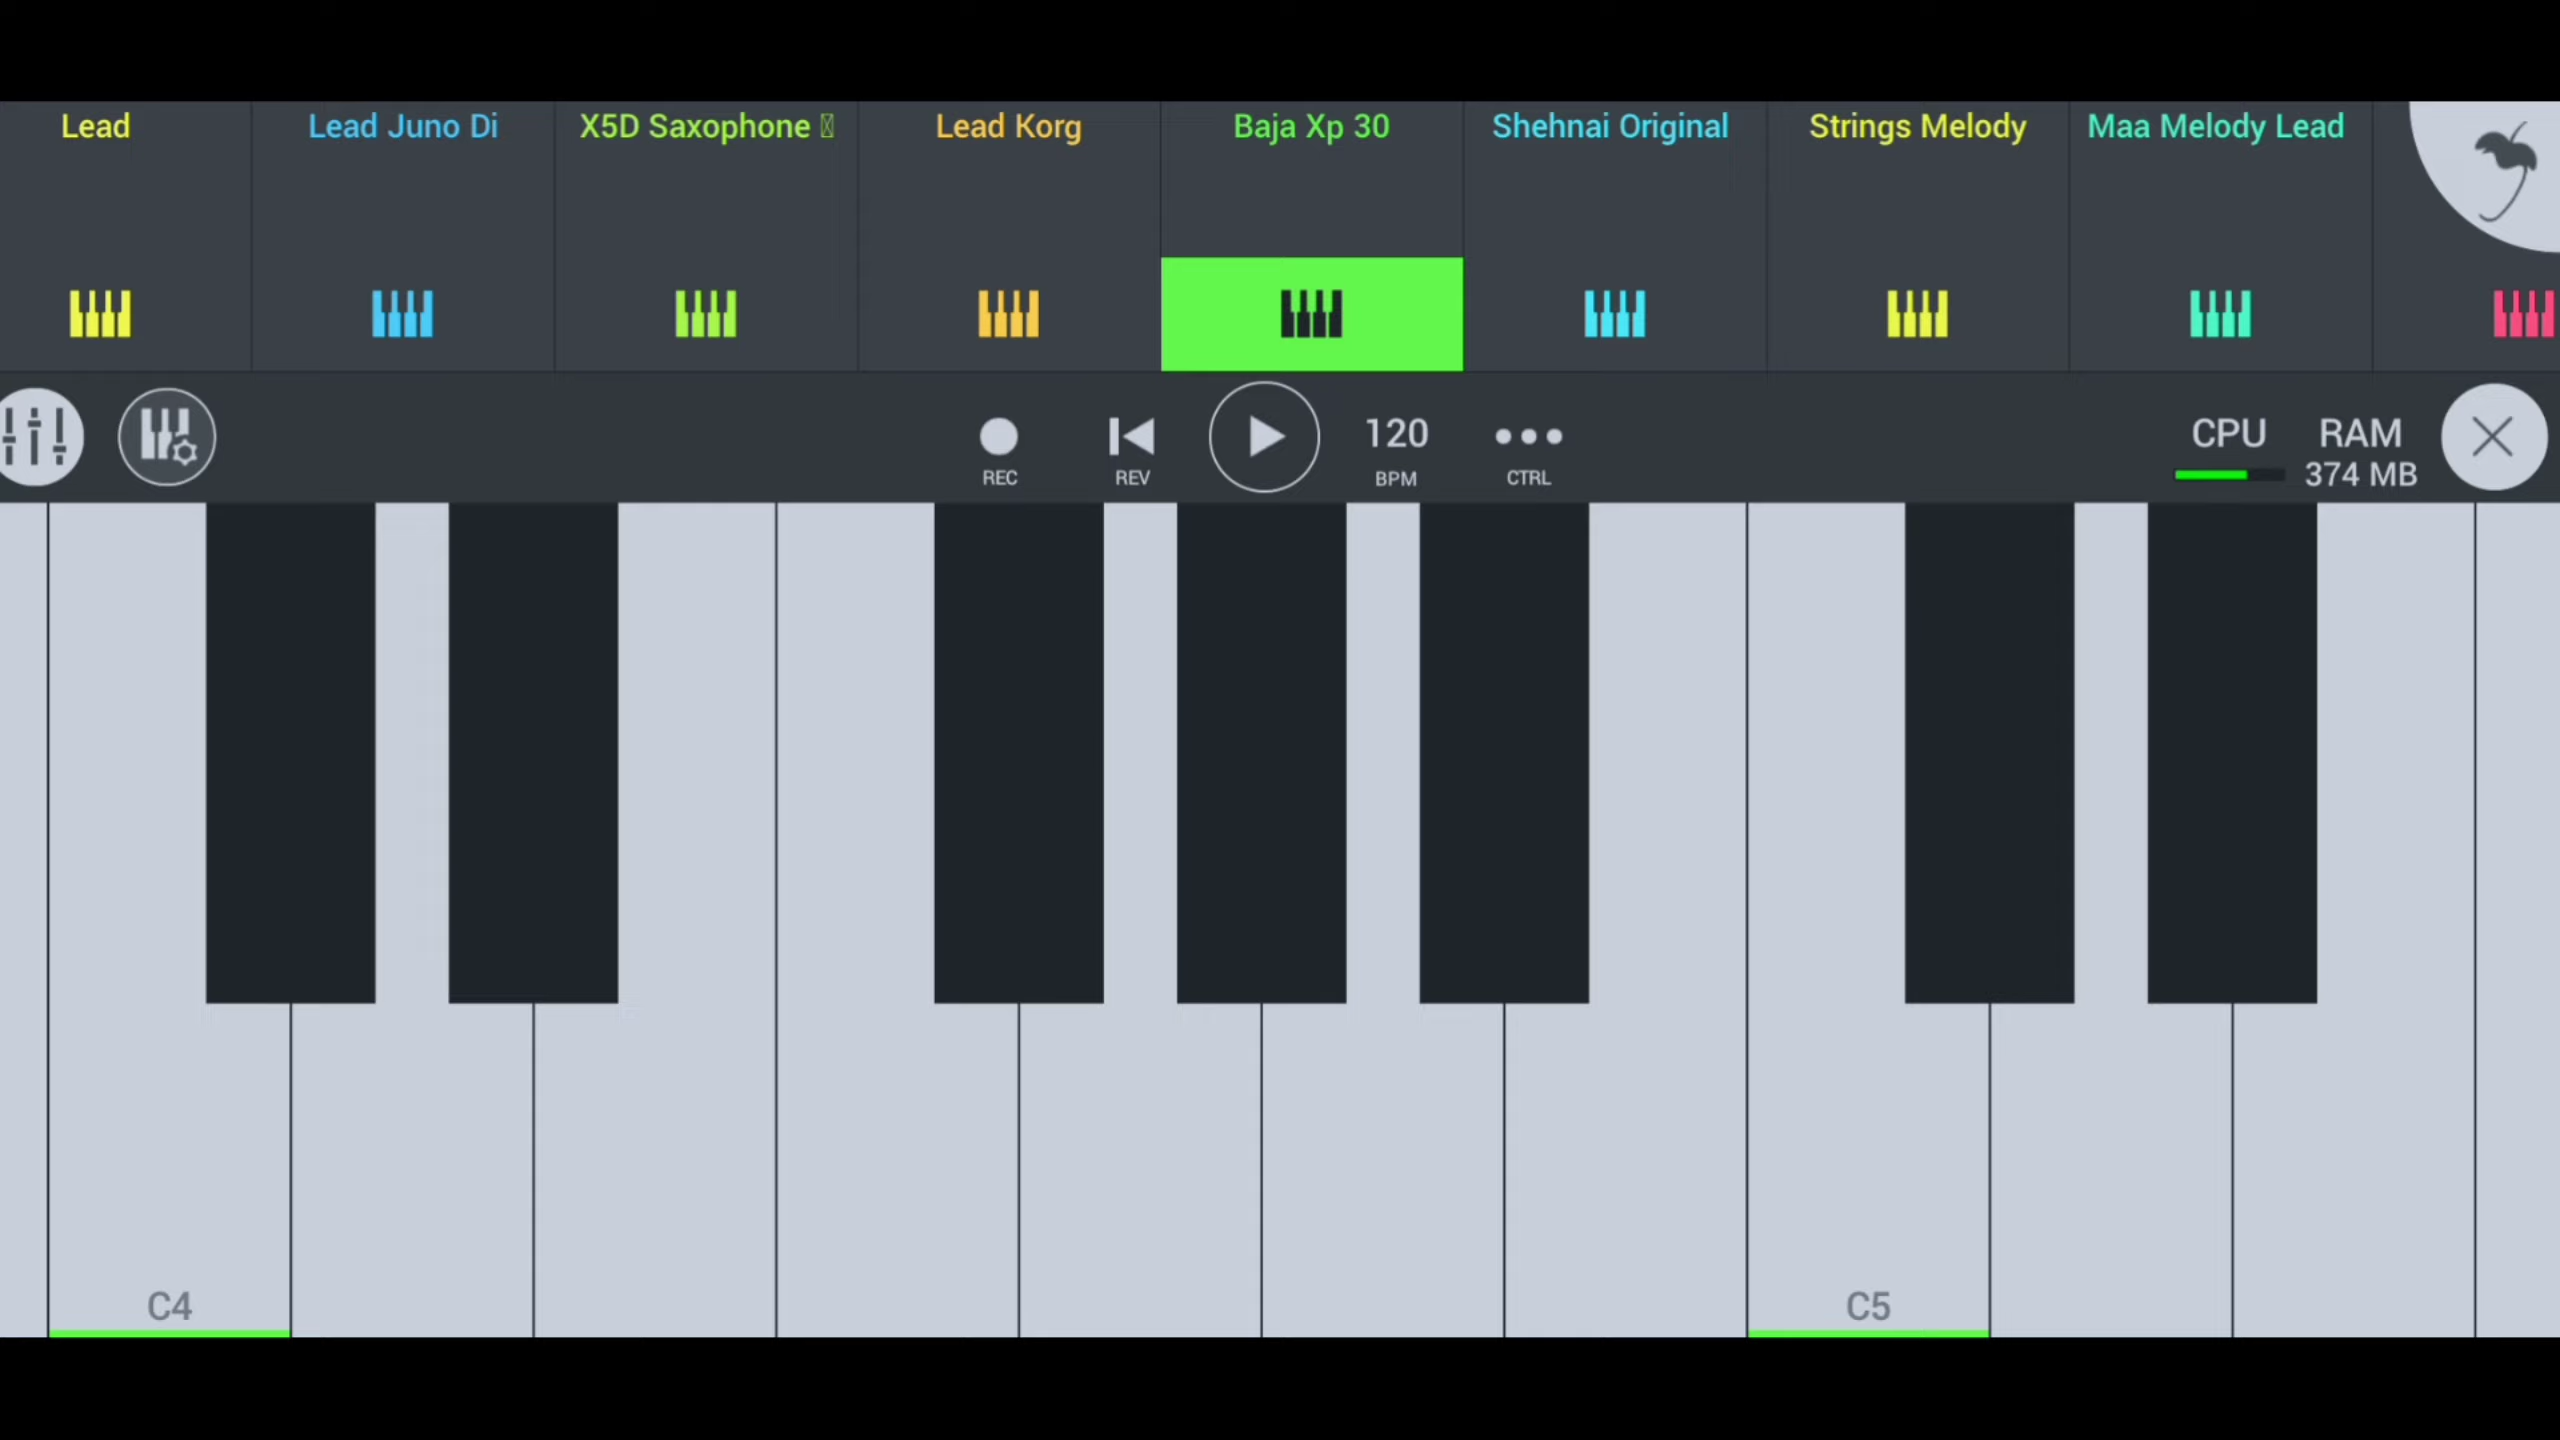 Lead
Lead Juno Di
X5D Saxophone
Lead Korg
Baja Xp 30
Shehnai Original
Strings Melody
Maa Melody Lead
REC
REV
120
BPM
CTRL
CPU
RAM
374 MB
C4
C5